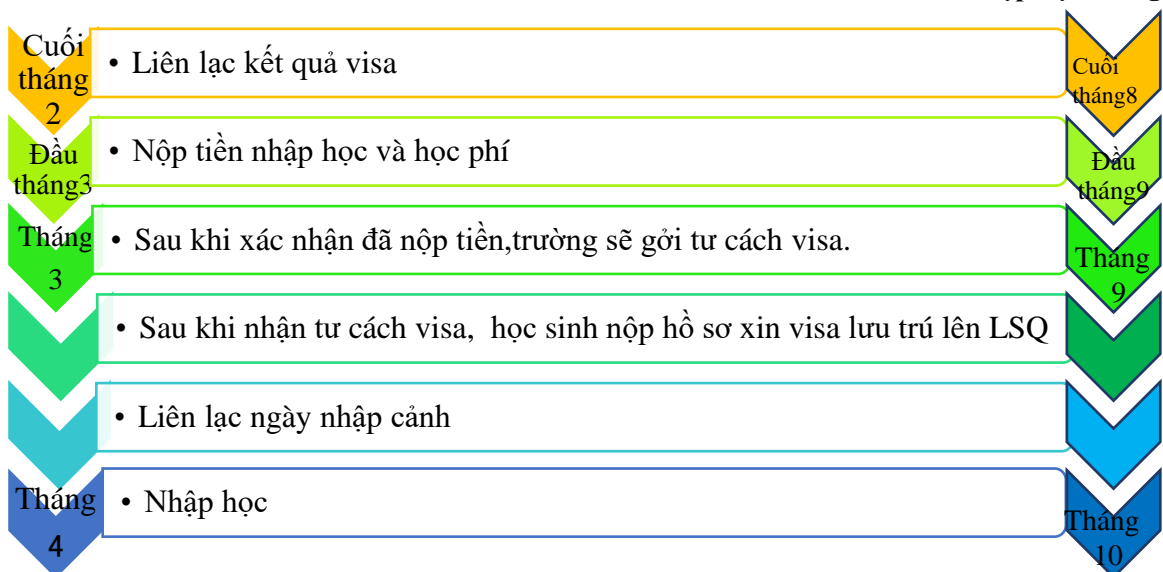 Cuối
tháng
2
• Liên lạc kết quả visa
Cuối
tháng8
Đầu
tháng3
• Nộp tiền nhập học và học phí
Đầu
tháng9
Tháng
3
• Sau khi xác nhận đã nộp tiền,trường sẽ gởi tư cách visa.
Tháng
9
• Sau khi nhận tư cách visa, học sinh nộp hồ sơ xin visa lưu trú lên LSQ
• Liên lạc ngày nhập cảnh
Tháng
4
• Nhập học
Tháng
10